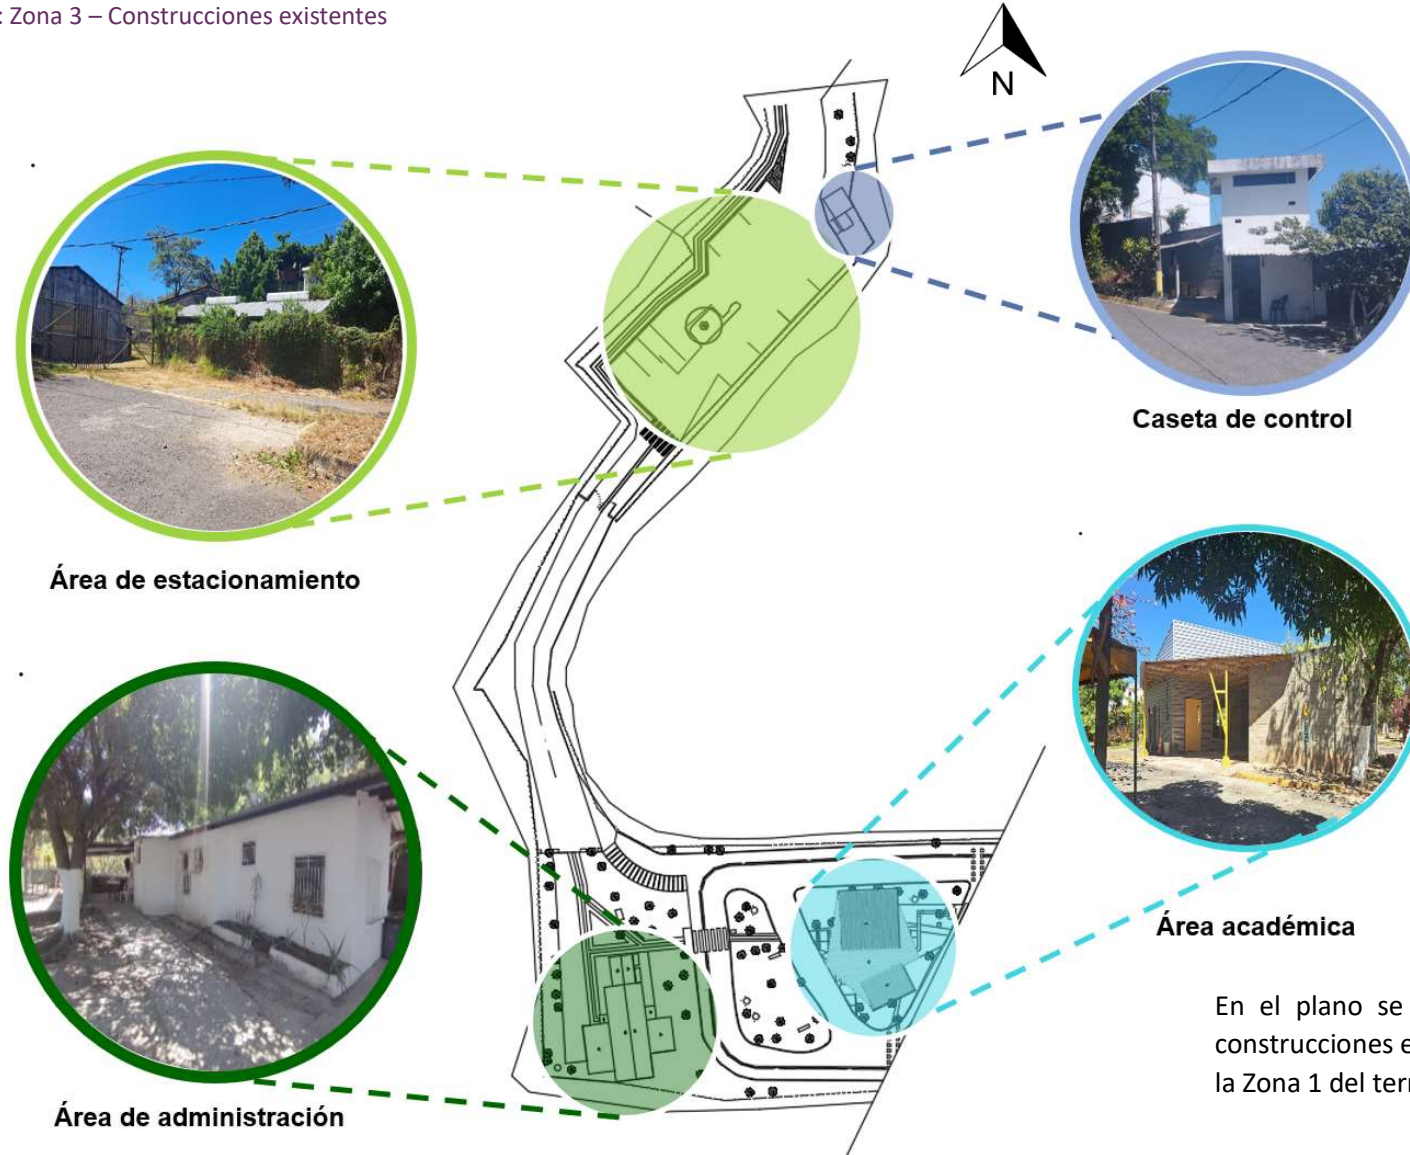 : Zona 3 – Construcciones existentes
N
Caseta de control
Área de estacionamiento
Área académica
En el plano se
construcciones e
la Zona 1 del terr
Área de administración